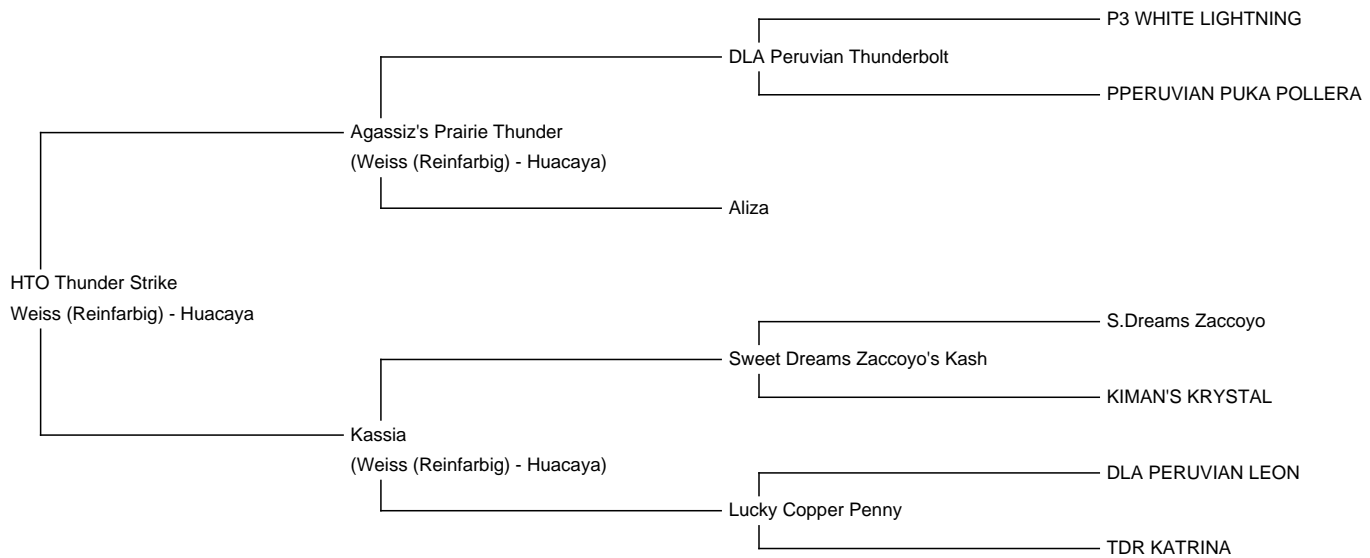 P3 WHITE LIGHTNING
DLA Peruvian Thunderbolt
PPERUVIAN PUKA POLLERA
Agassiz's Prairie Thunder
(Weiss (Reinfarbig) - Huacaya)
Aliza
HTO Thunder Strike
Weiss (Reinfarbig) - Huacaya
S.Dreams Zaccoyo
Sweet Dreams Zaccoyo's Kash
KIMAN'S KRYSTAL
Kassia
(Weiss (Reinfarbig) - Huacaya)
DLA PERUVIAN LEON
Lucky Copper Penny
TDR KATRINA